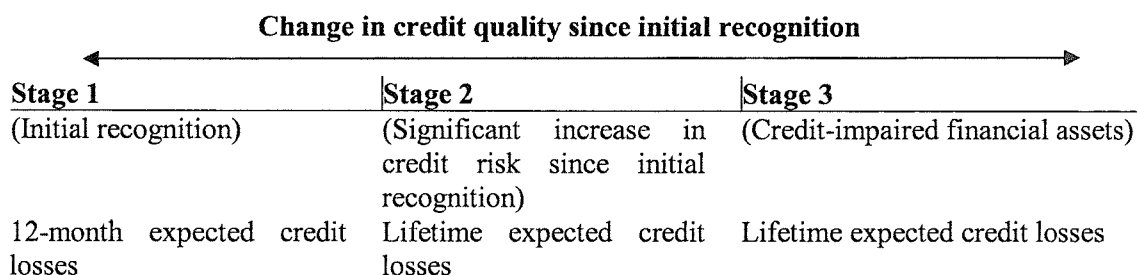 Change in credit quality since initial recognition
Stage 1 Stage 2 Stage 3
(Initial recognition) (Significant increase in (Credit-impaired financial assets)
credit risk since initial
recognition)
12-month expected credit Lifetime expected credit Lifetime expected credit losses
losses losses